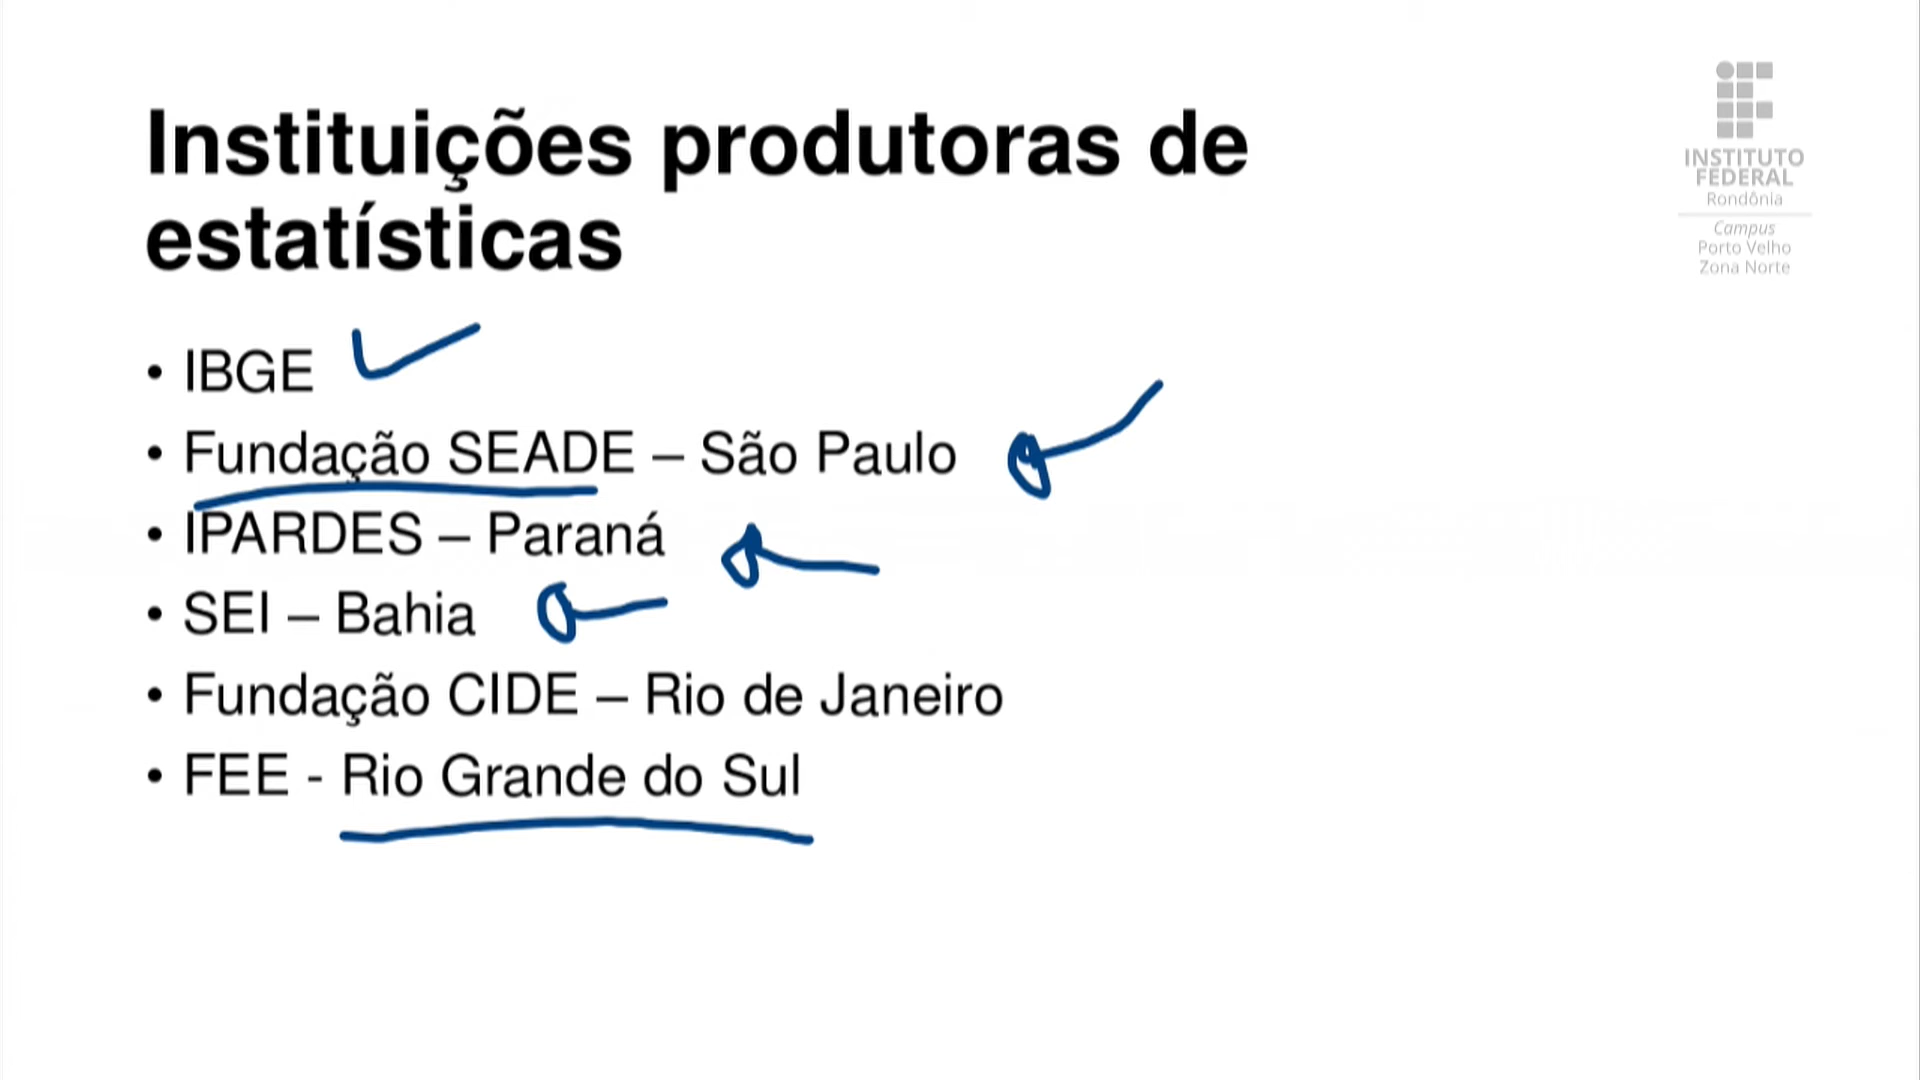 Instituições produtoras de
estatísticas
• IBGE
• Fundação SEADE – São Paulo
• IPARDES – Paraná
• SEI – Bahia
• Fundação CIDE – Rio de Janeiro
• FEE - Rio Grande do Sul
INSTITUTO
FEDERAL
Rondônia
Campus
Porto Velho
Zona Norte